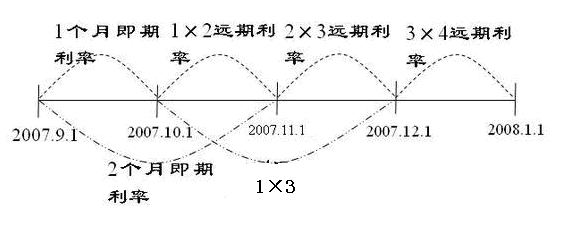 1个月即期
利率
1×2远期利
率
2×3远期利
率
3×4远期利
率
2007.9.1
2007.10.1
2007.11.1
2007.12.1
2008.1.1
2个月即期
利率
1×3